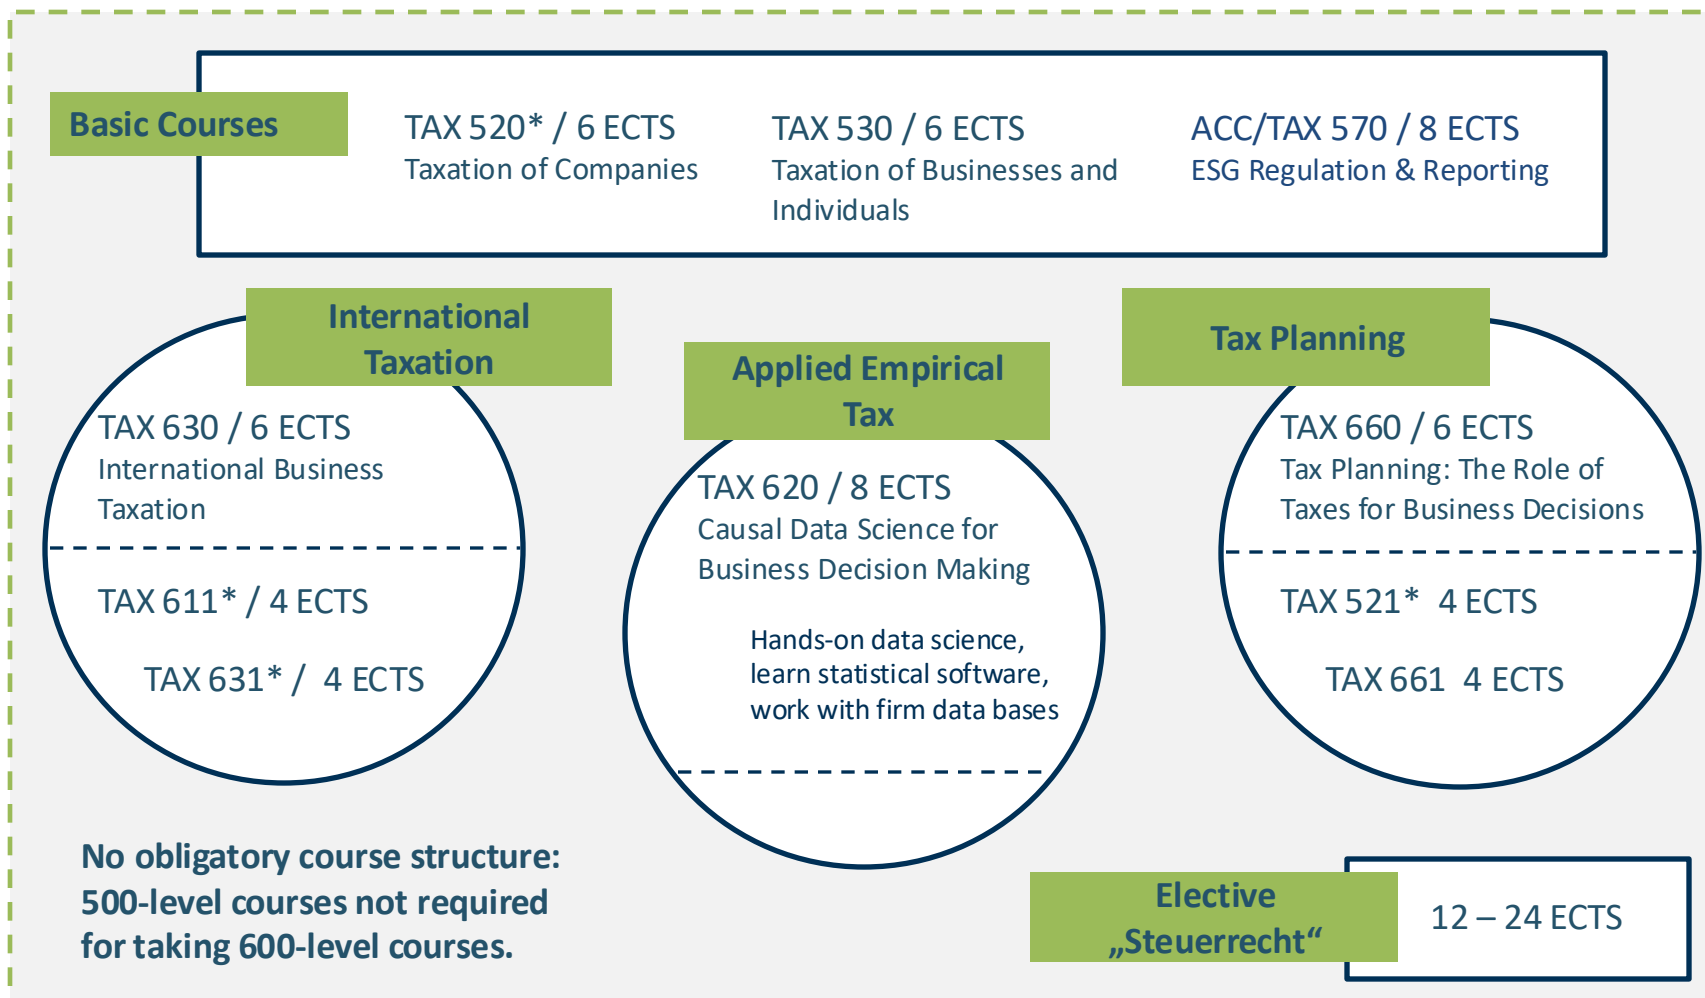 Basic Courses
TAX 520* / 6 ECTS
Taxation of Companies
TAX 530 / 6 ECTS
Taxation of Businesses and
Individuals
ACC/TAX 570 / 8 ECTS
ESG Regulation & Reporting
International
Taxation
TAX 630 / 6 ECTS
International Business
Taxation
TAX 611* / 4 ECTS
TAX 631* / 4 ECTS
Applied Empirical
Tax
TAX 620 / 8 ECTS
Causal Data Science for
Business Decision Making
Hands-on data science,
learn statistical software,
work with firm data bases
Tax Planning
TAX 660 / 6 ECTS
Tax Planning: The Role of
Taxes for Business Decisions
TAX 521* 4 ECTS
TAX 661 4 ECTS
No obligatory course structure:
500-level courses not required
for taking 600-level courses.
Elective
„Steuerrecht“
12 – 24 ECTS